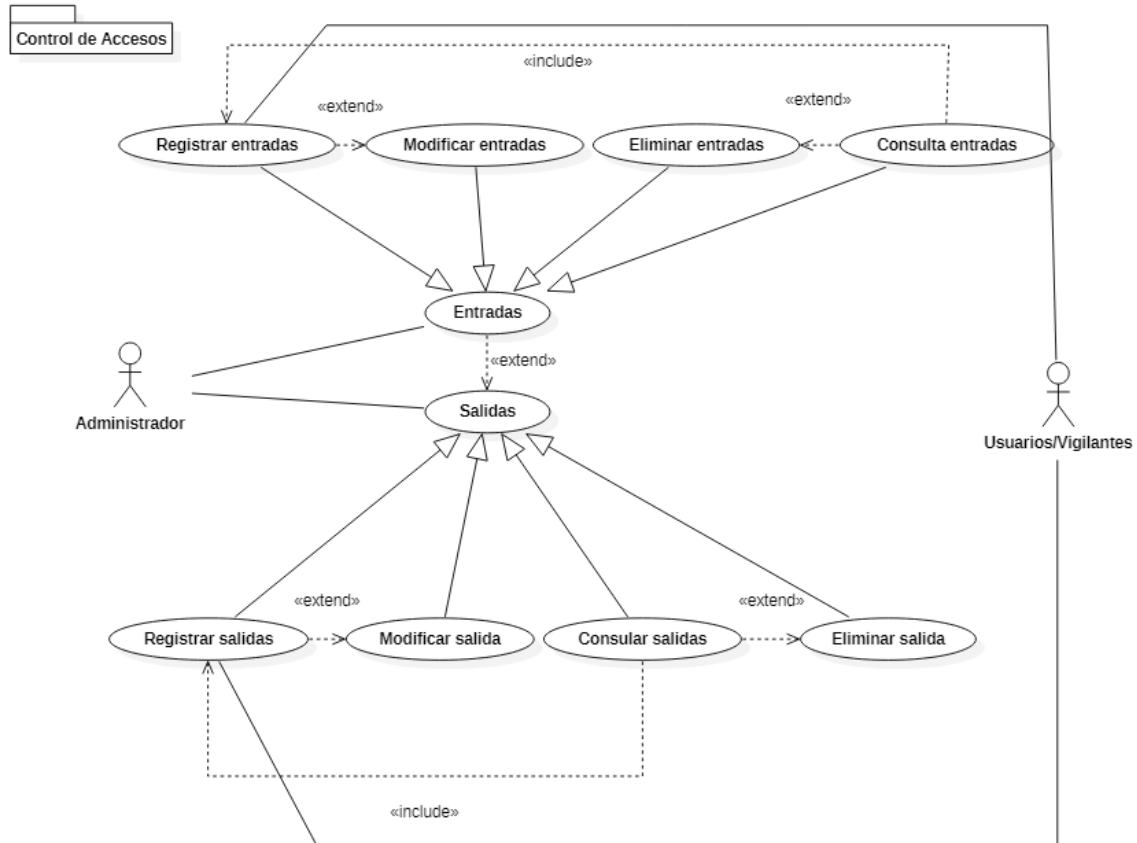 Control de Accesos
«include»
«extend»
«extend»
Registrar entradas
Modificar entradas
Eliminar entradas
Consulta entradas
Entradas
«extend»
Salidas
Administrador
Usuarios/Vigilantes
«extend»
«extend»
Registrar salidas
Modificar salida
Consular salidas
Eliminar salida
«include»